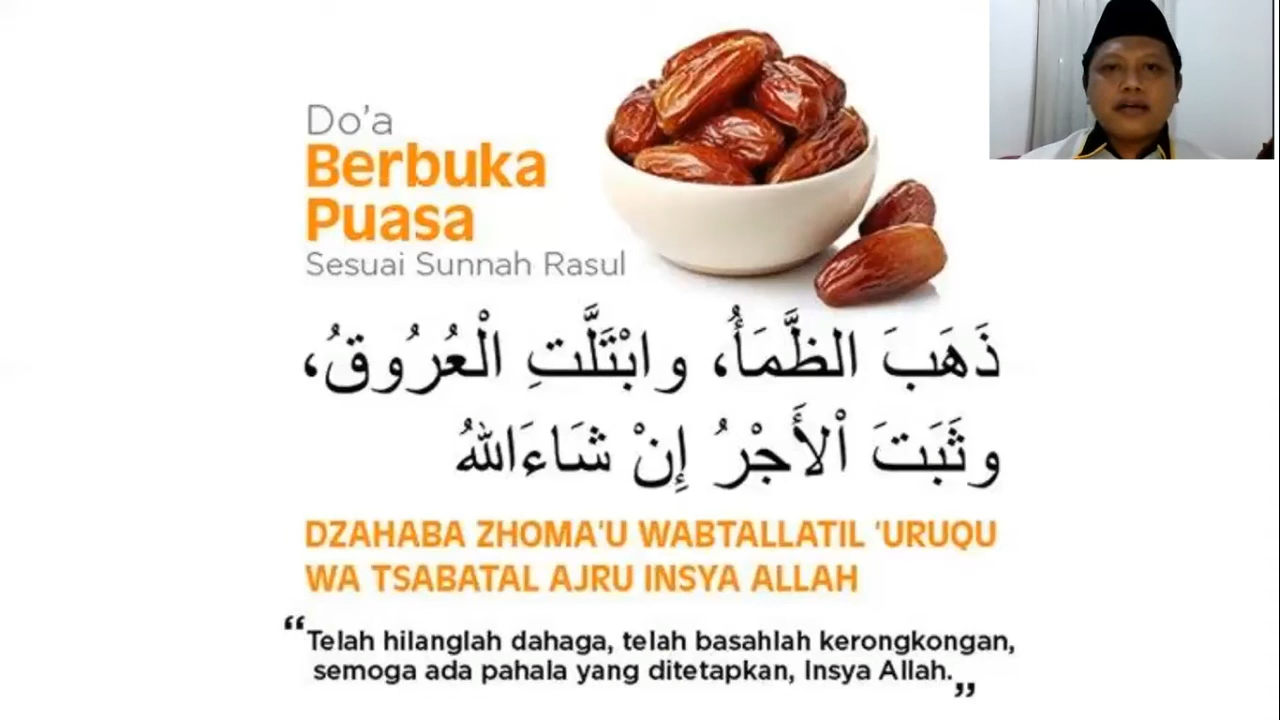 Do'a
Berbuka
Puasa
Sesuai Sunnah Rasul
ذَهَبَ الظَّمَأُ، وابْتَلَّتِ الْعُرُوقُ،
وثَبَتَ اْلأَجْرُ إِنْ شَاءَاللهُ
DZAHABA ZHOMA'U WABTALLATIL 'URUQU
WA TSABATAL AJRU INSYA ALLAH
“Telah hilanglah dahaga, telah basahlah kerongkongan,
semoga ada pahala yang ditetapkan, Insya Allah.”